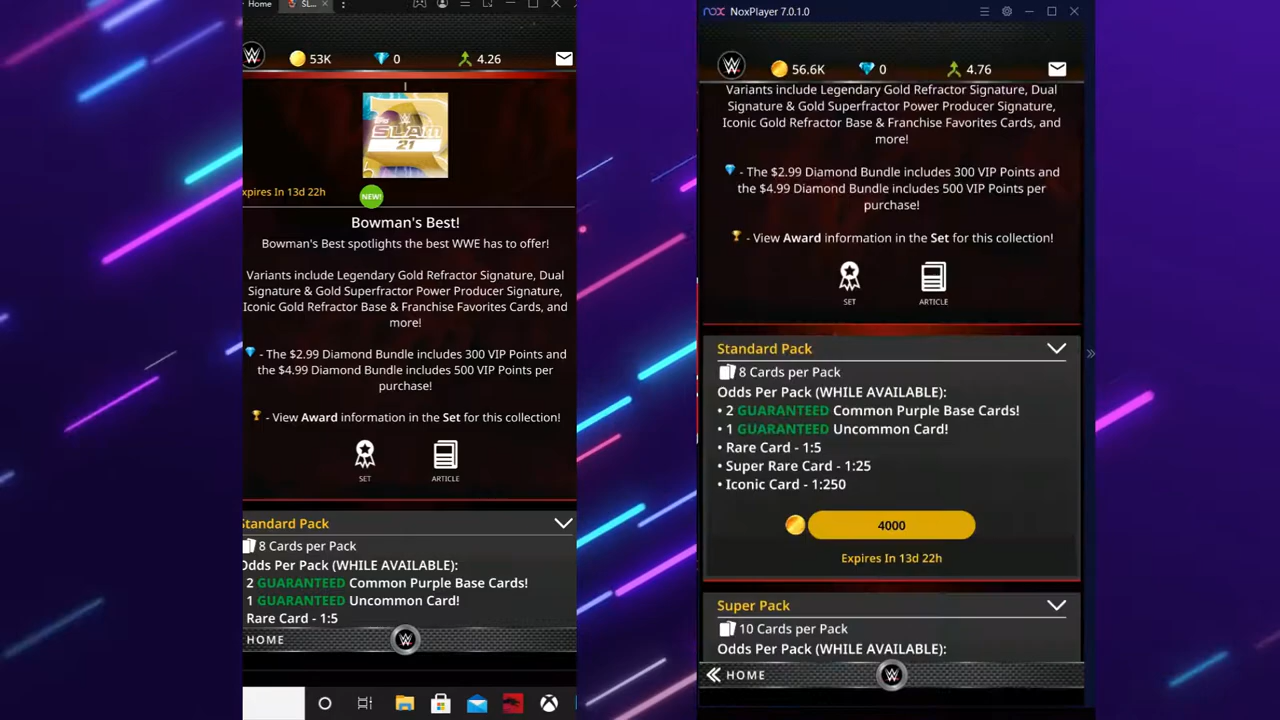 Home
SL...
53K
0
4.26
SLAM
21
xpires In 13d 22h
NEW!
Bowman's Best!
Bowman's Best spotlights the best WWE has to offer!
Variants include Legendary Gold Refractor Signature, Dual
Signature & Gold Superfractor Power Producer Signature,
Iconic Gold Refractor Base & Franchise Favorites Cards, and
more!
- The $2.99 Diamond Bundle includes 300 VIP Points and
the $4.99 Diamond Bundle includes 500 VIP Points per
purchase!
- View Award information in the Set for this collection!
SET
ARTICLE
Standard Pack
8 Cards per Pack
Odds Per Pack (WHILE AVAILABLE):
2 GUARANTEED Common Purple Base Cards!
1 GUARANTEED Uncommon Card!
Rare Card - 1:5
HOME
nox NoxPlayer 7.0.1.0
56.6K
0
4.76
Variants include Legendary Gold Refractor Signature, Dual
Signature & Gold Superfractor Power Producer Signature,
Iconic Gold Refractor Base & Franchise Favorites Cards, and
more!
- The $2.99 Diamond Bundle includes 300 VIP Points and
the $4.99 Diamond Bundle includes 500 VIP Points per
purchase!
- View Award information in the Set for this collection!
SET
ARTICLE
Standard Pack
8 Cards per Pack
Odds Per Pack (WHILE AVAILABLE):
• 2 GUARANTEED Common Purple Base Cards!
• 1 GUARANTEED Uncommon Card!
• Rare Card - 1:5
• Super Rare Card - 1:25
• Iconic Card - 1:250
4000
Expires In 13d 22h
Super Pack
10 Cards per Pack
Odds Per Pack (WHILE AVAILABLE):
HOME